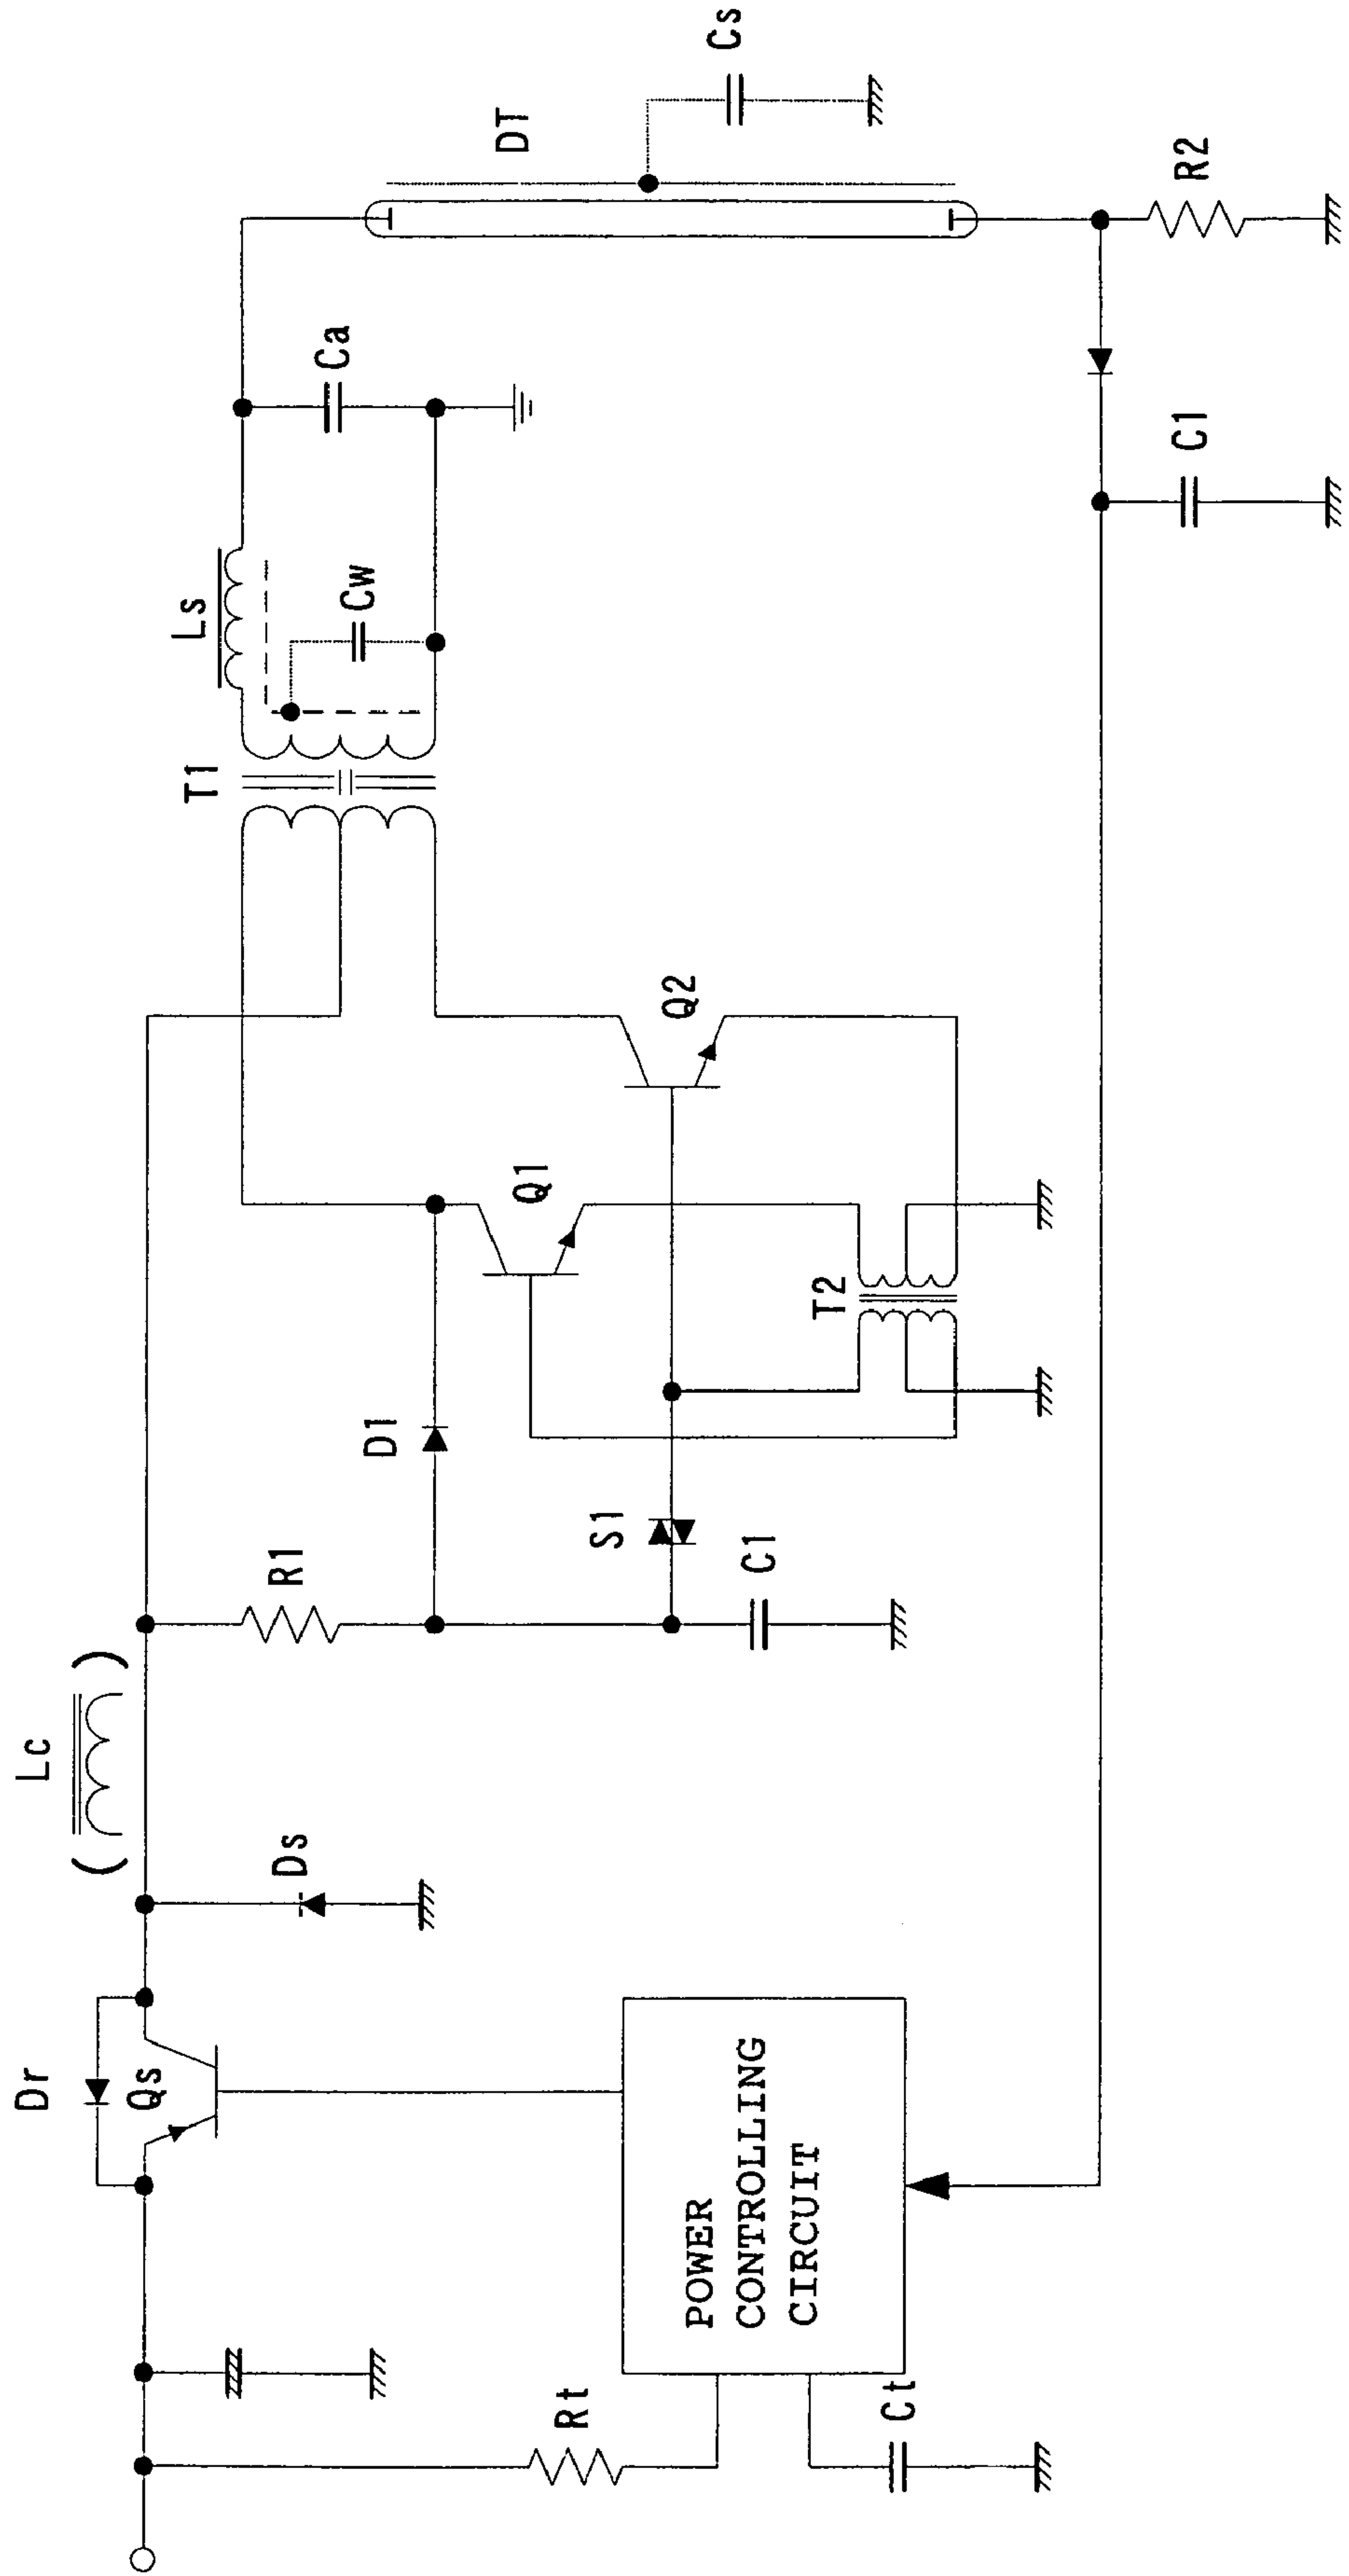 Dr
Qs
Lc
Ds
R1
D1
S1
C1
Q1
Q2
T2
T1
Ls
Cw
Ca
DT
Cs
R2
C1
Rt
Ct
POWER
CONTROLLING
CIRCUIT